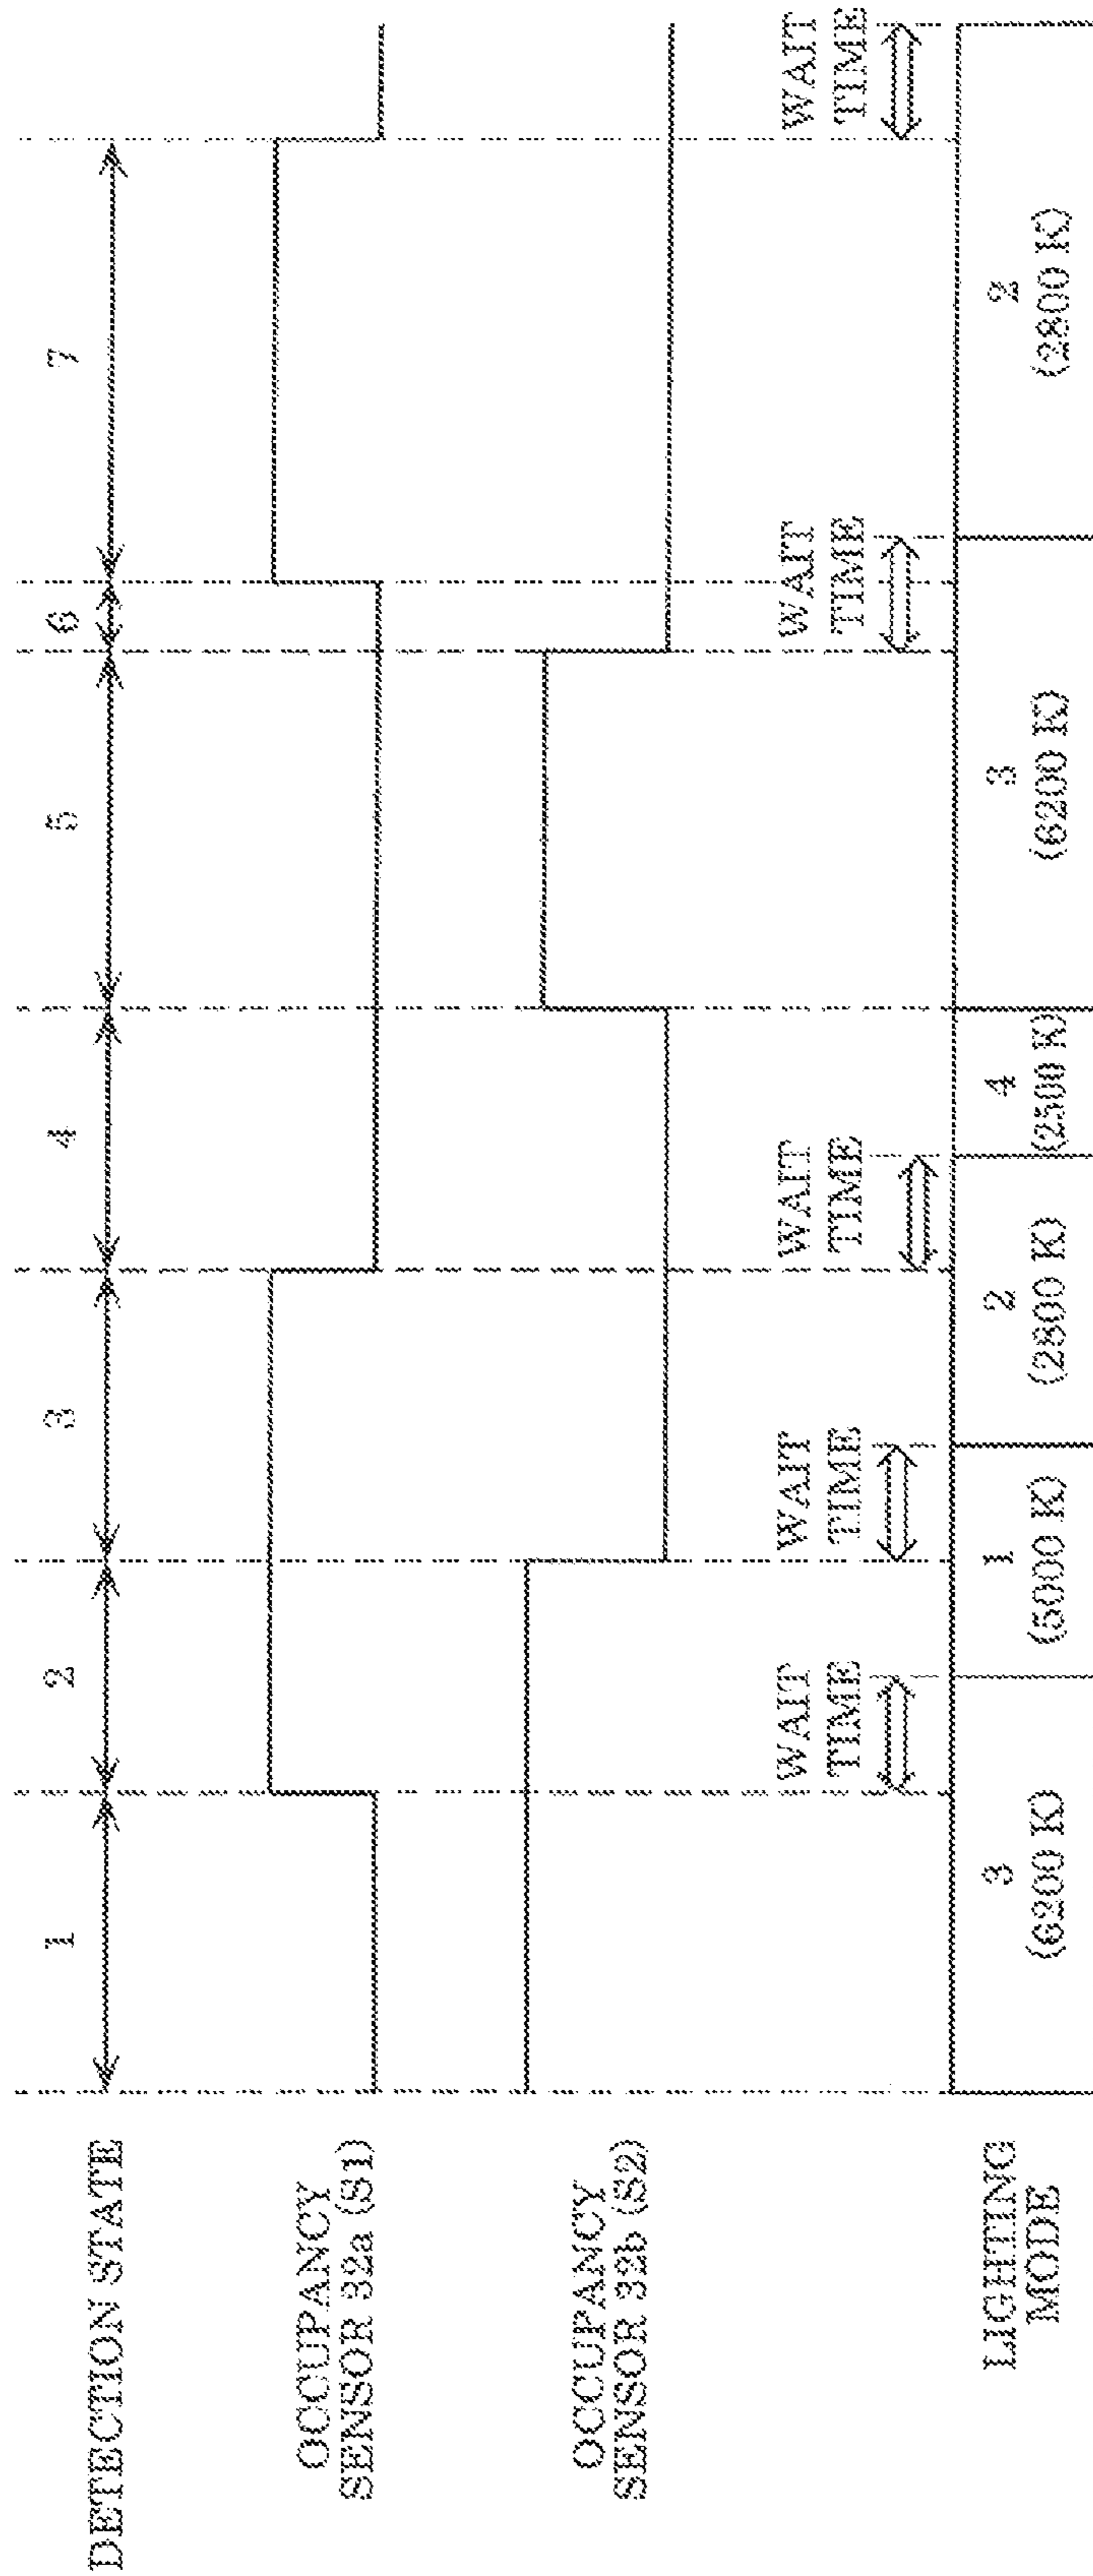 DETECTION STATE
1
2
3
4
5
6
7
OCCUPANCY
SENSOR 32a (S1)
OCCUPANCY
SENSOR 32b (S2)
WAIT
TIME
WAIT
TIME
WAIT
TIME
WAIT
TIME
WAIT
TIME
LIGHTING
MODE
3
(6200 K)
1
(5000 K)
2
(2800 K)
4
(2500 K)
3
(6200 K)
2
(2800 K)